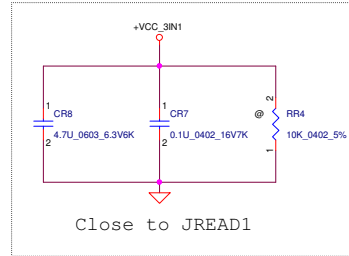 +VCC_3IN1
1
CR8
4.7U_0603_6.3V6K
2
1
CR7
0.1U_0402_16V7K
2
2
@
RR4
10K_0402_5%
1
Close to JREAD1